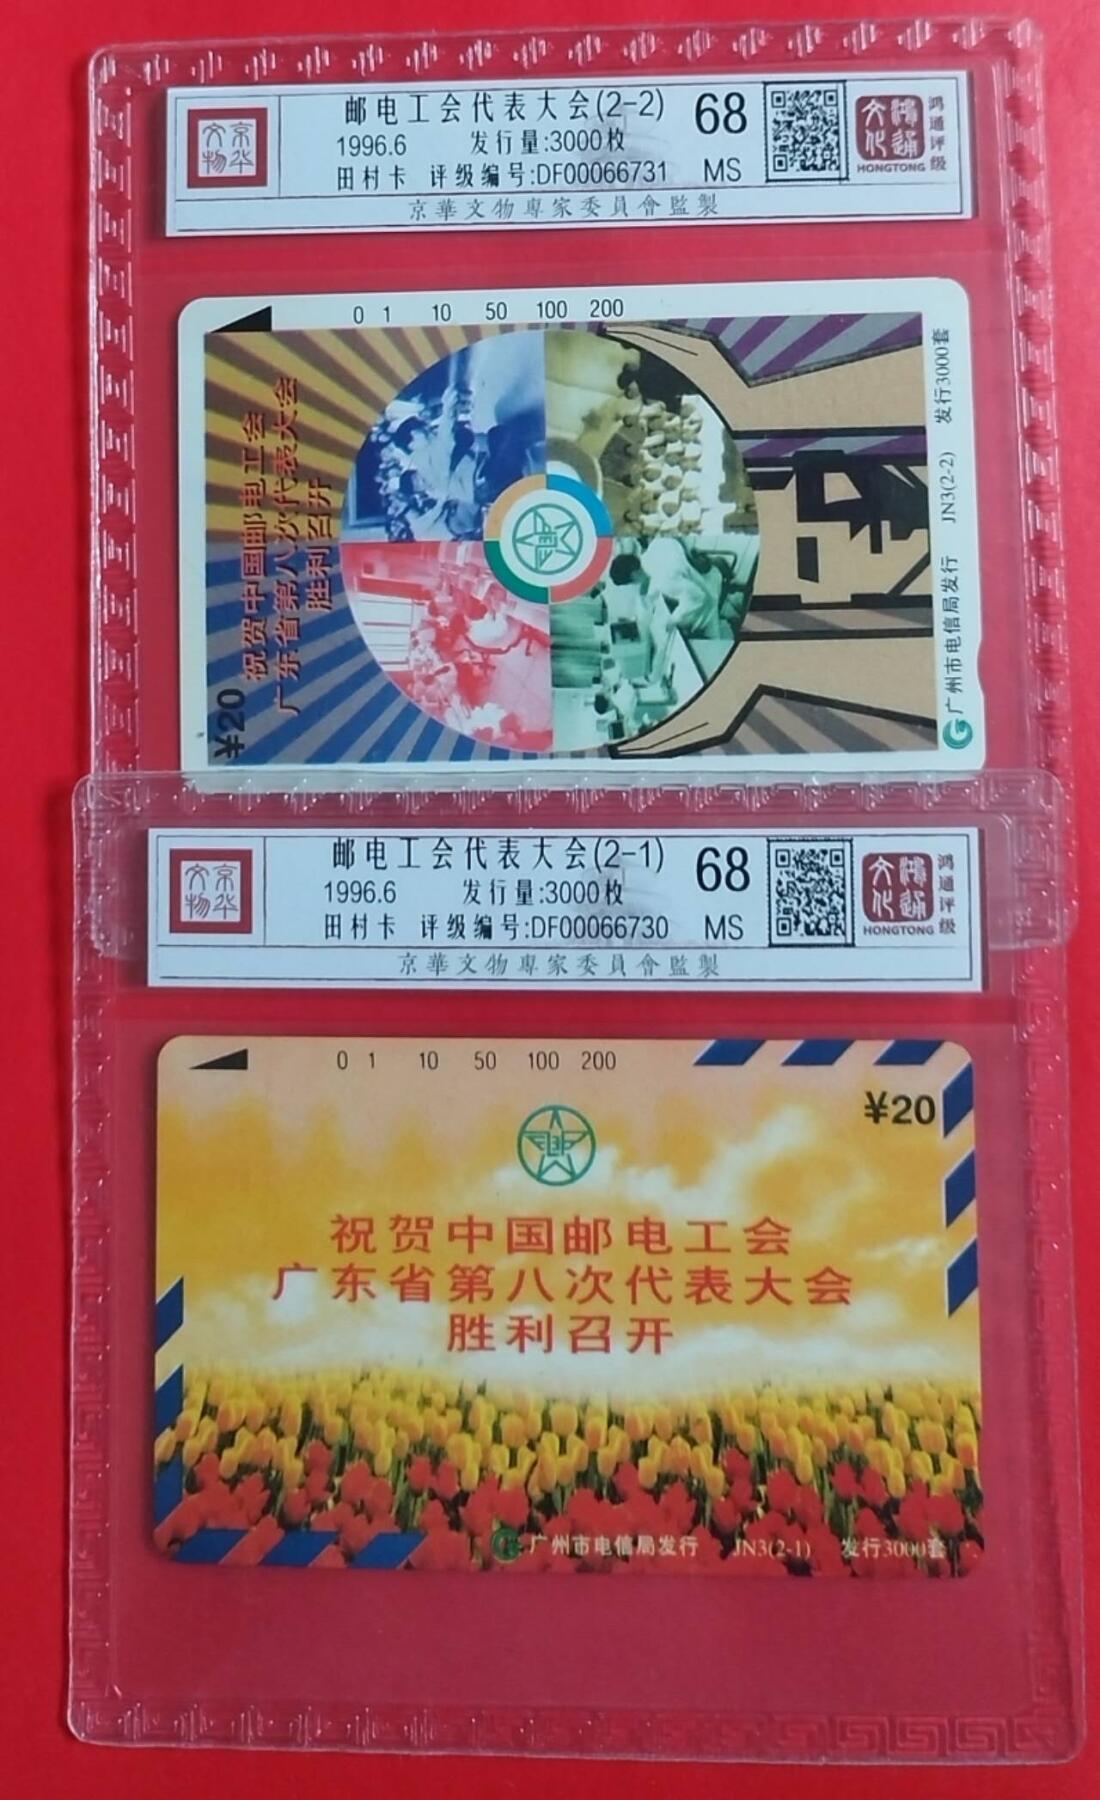 邮电工会代表大会(2-2)
1996.6 发行量:3000枚
田村卡 评级编号:DF00066731
68
MS
京华文物
文化鸿通
HONGTONG
鸿通评级
京華文物專家委員會監製
0 1 10 50 100 200
¥20
祝贺中国邮电工会
广东省第八次代表大会
胜利召开
广州市电信局发行 JN3(2-2) 发行3000套
邮电工会代表大会(2-1)
1996.6 发行量:3000枚
田村卡 评级编号:DF00066730
68
MS
京华文物
文化鸿通
HONGTONG
鸿通评级
京華文物專家委員會監製
0 1 10 50 100 200
¥20
祝贺中国邮电工会
广东省第八次代表大会
胜利召开
广州市电信局发行 JN3(2-1) 发行3000套